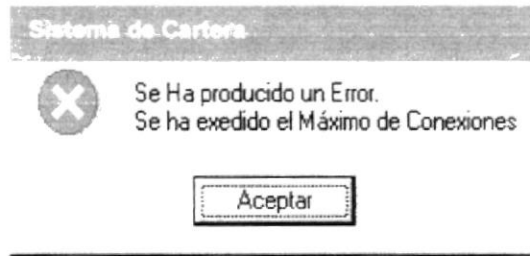 Sistema de Cartera
Se Ha producido un Error.
Se ha exedido el Máximo de Conexiones
Aceptar